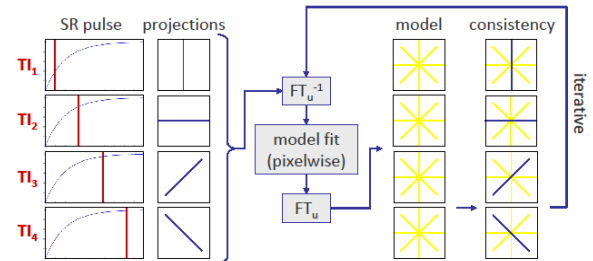 SR pulse projections model consistency
TI₁
TI₂
TI₃
TI₄
FTᵤ⁻¹
model fit
(pixelwise)
FTᵤ
iterative